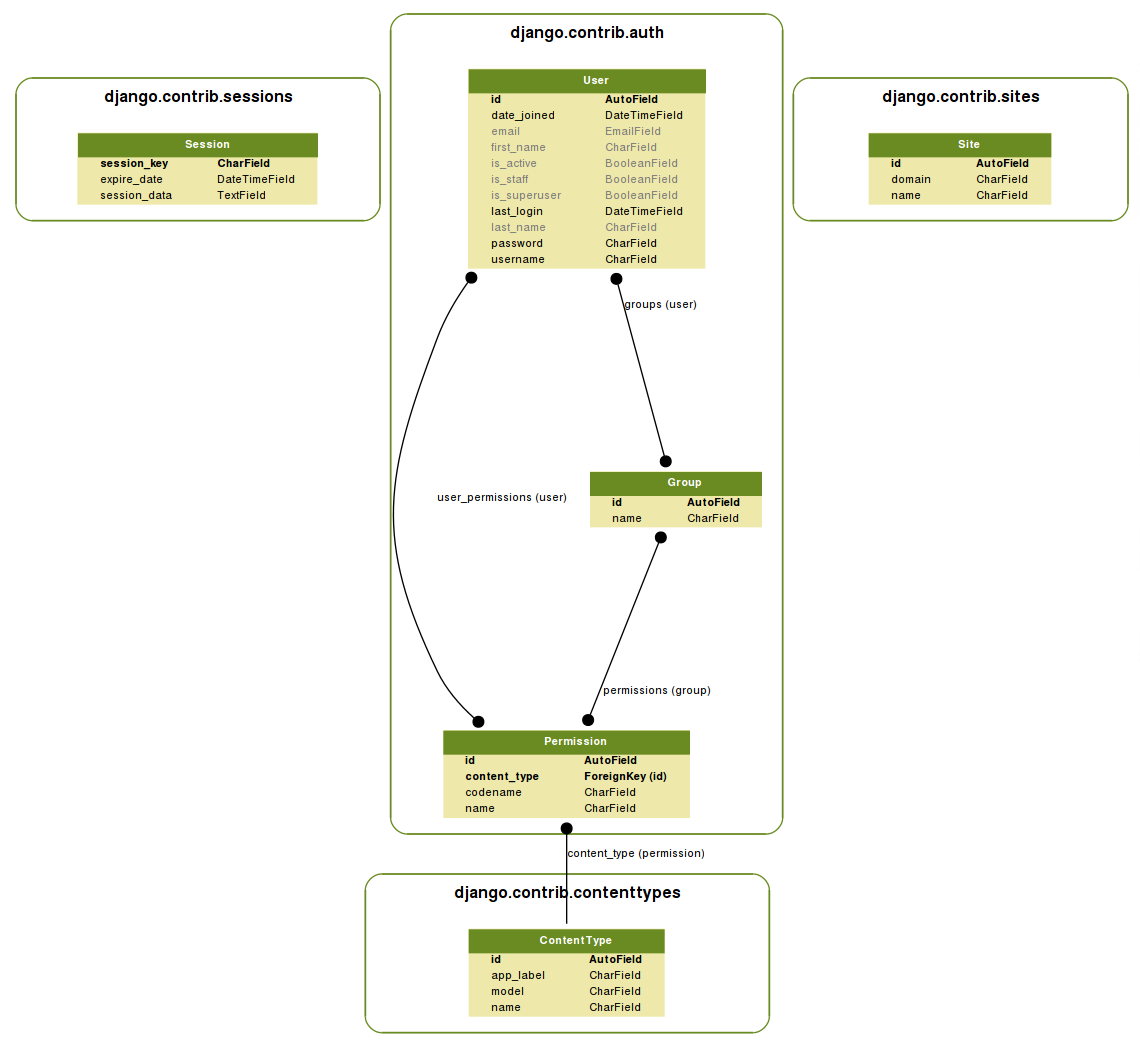 django.contrib.auth
User
id AutoField
date_joined DateTimeField
email EmailField
first_name CharField
is_active BooleanField
is_staff BooleanField
is_superuser BooleanField
last_login DateTimeField
last_name CharField
password CharField
username CharField
django.contrib.sessions
Session
session_key CharField
expire_date DateTimeField
session_data TextField
django.contrib.sites
Site
id AutoField
domain CharField
name CharField
groups (user)
user_permissions (user)
Group
id AutoField
name CharField
permissions (group)
Permission
id AutoField
content_type ForeignKey (id)
codename CharField
name CharField
content_type (permission)
django.contrib.contenttypes
ContentType
id AutoField
app_label CharField
model CharField
name CharField